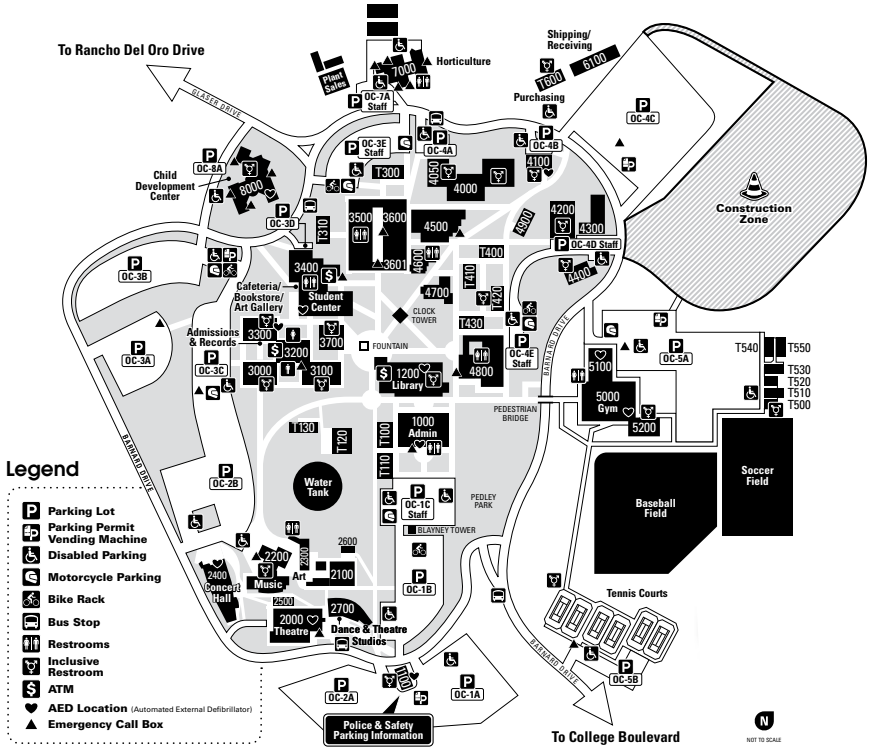 To Rancho Del Oro Drive
GLASER DRIVE
Plant
Sales
7000
Horticulture
P
OC-7A
Staff
Shipping/
Receiving
6100
T600
Purchasing
P
OC-4C
P
OC-3E
Staff
P
OC-4A
P
OC-4B
4100
P
OC-8A
Child
Development
Center
8000
T300
4050
4000
Construction
Zone
P
OC-3D
T310
3500
3600
3601
4500
4900
4200
4300
P
OC-4D Staff
4400
P
OC-3B
3400
Cafeteria/
Bookstore/
Art Gallery
$
Student
Center
4600
T400
T410
T420
4700
CLOCK
TOWER
T430
P
OC-3A
Admissions
& Records
3300
3200
$
3700
FOUNTAIN
P
OC-3C
3000
3100
$
1200
Library
4800
P
OC-4E
Staff
BARNARD DRIVE
P
OC-5A
T540
T550
T530
T520
T510
T500
5100
5000
Gym
5200
PEDESTRIAN
BRIDGE
T130
T120
T100
T110
1000
Admin
BARNARD DRIVE
P
OC-2B
Water
Tank
P
OC-1C
Staff
PEDLEY
PARK
BLAYNEY TOWER
Baseball
Field
Soccer
Field
2400
Concert
Hall
2200
Music
2300
Art
2600
2100
P
OC-1B
2500
2000
Theatre
2700
Dance & Theatre
Studios
Tennis Courts
P
OC-5B
BARNARD DRIVE
P
OC-2A
P
OC-1A
Police & Safety
Parking Information
To College Boulevard
N
NOT TO SCALE
Legend
P Parking Lot
P Parking Permit
Vending Machine
Disabled Parking
Motorcycle Parking
Bike Rack
Bus Stop
Restrooms
Inclusive
Restroom
$ ATM
AED Location (Automated External Defibrillator)
Emergency Call Box